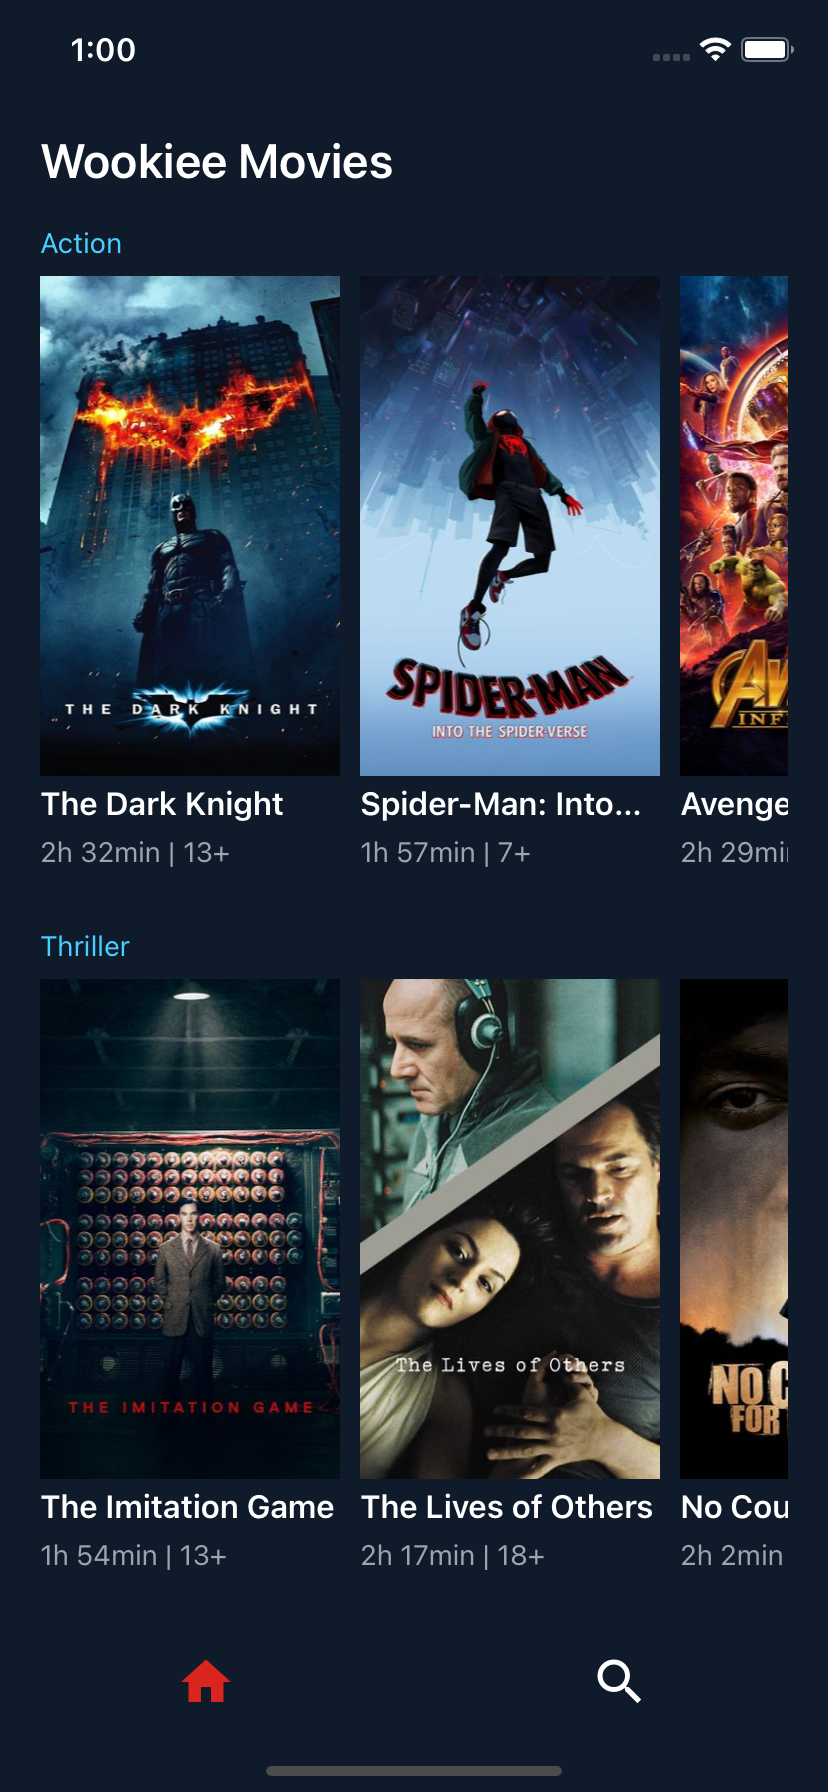 1:00
Wookiee Movies
Action
THE DARK KNIGHT
SPIDER-MAN
INTO THE SPIDER-VERSE
AV
INF
The Dark Knight
Spider-Man: Into...
Avenge
2h 32min | 13+
1h 57min | 7+
2h 29mi
Thriller
THE IMITATION GAME
The Lives of Others
NO C
FOR
The Imitation Game
The Lives of Others
No Cou
1h 54min | 13+
2h 17min | 18+
2h 2min